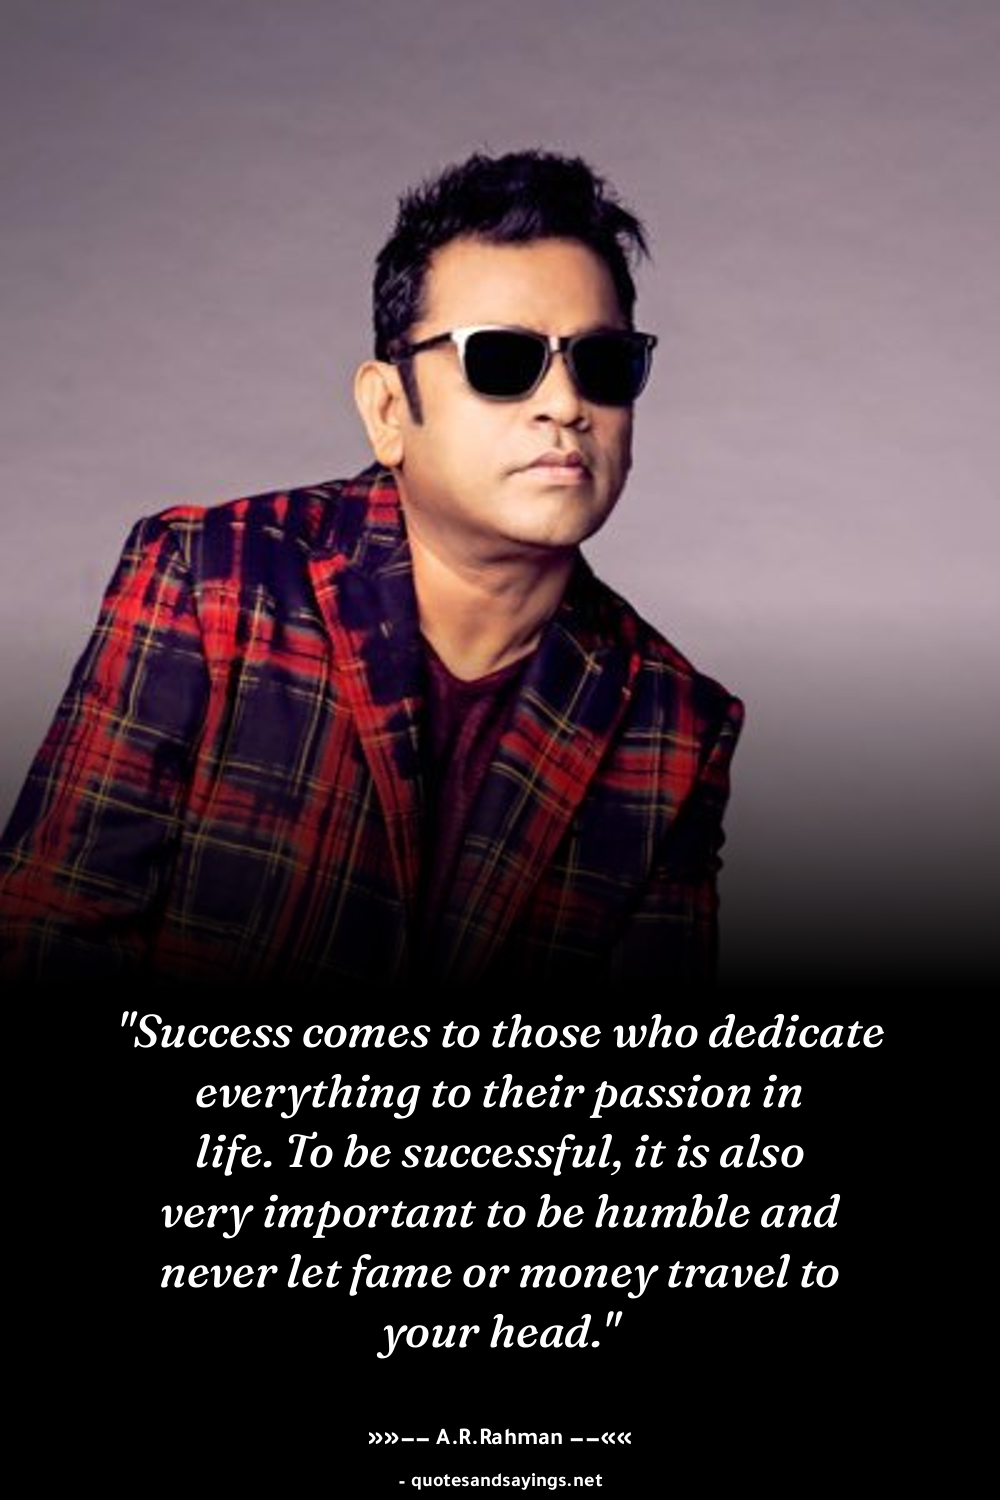 "Success comes to those who dedicate
everything to their passion in
life. To be successful, it is also
very important to be humble and
never let fame or money travel to
your head."
»»–– A.R.Rahman ––««
- quotesandsayings.net